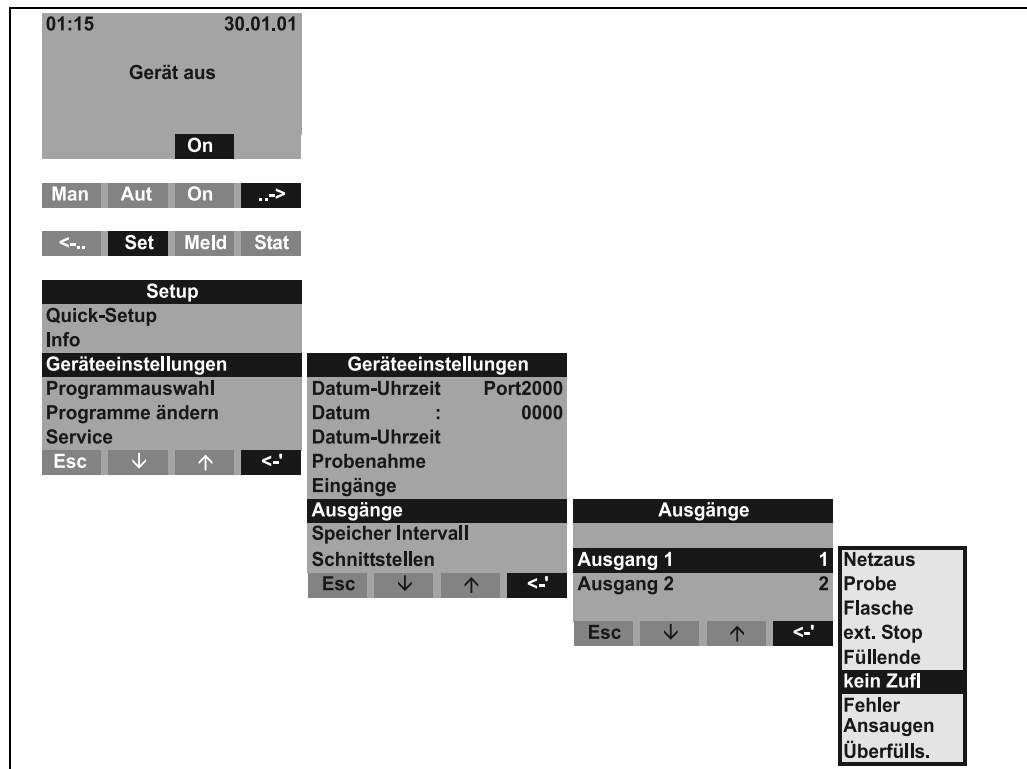 01:15 30.01.01
Gerät aus
On
Man Aut On ..->
<-.. Set Meld Stat
Setup
Quick-Setup
Info
Geräteeinstellungen
Programmauswahl
Programme ändern
Service
Esc ↓ ↑ <-'
Geräteeinstellungen
Datum-Uhrzeit Port2000
Datum : 0000
Datum-Uhrzeit
Probenahme
Eingänge
Ausgänge
Speicher Intervall
Schnittstellen
Esc ↓ ↑ <-'
Ausgänge
Ausgang 1 1
Ausgang 2 2
Esc ↓ ↑ <-'
Netzaus
Probe
Flasche
ext. Stop
Füllende
kein Zufl
Fehler
Ansaugen
Überfülls.